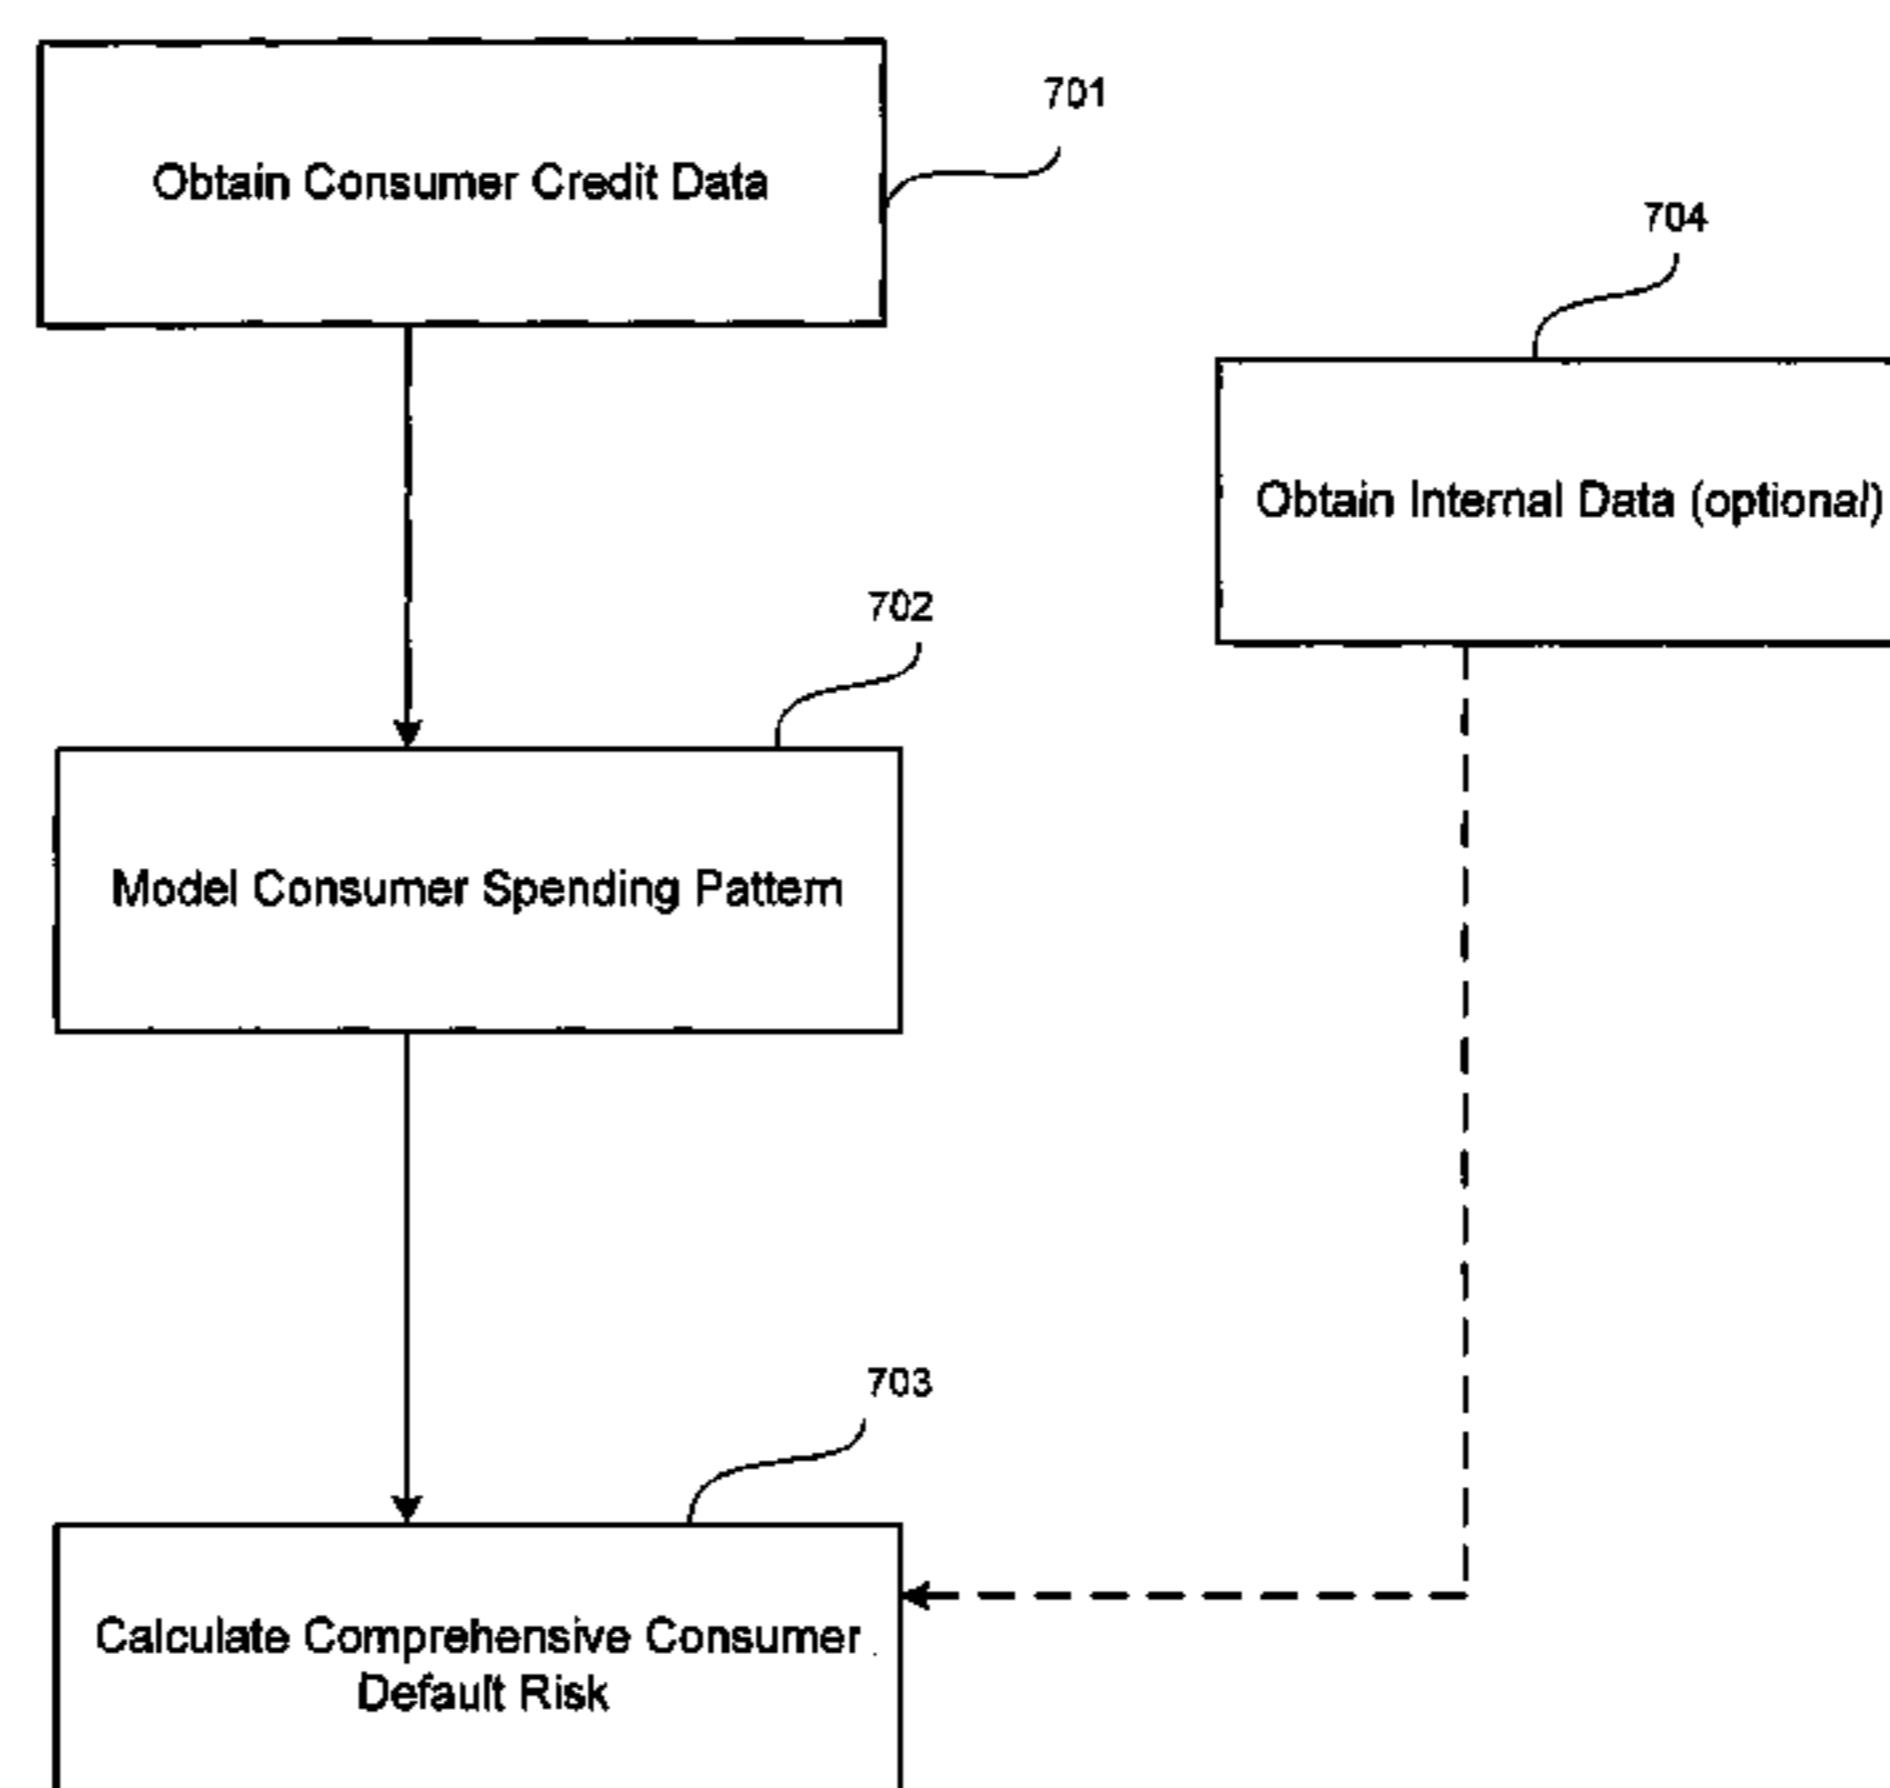 701
Obtain Consumer Credit Data
704
Obtain Internal Data (optional)
702
Model Consumer Spending Pattern
703
Calculate Comprehensive Consumer
Default Risk